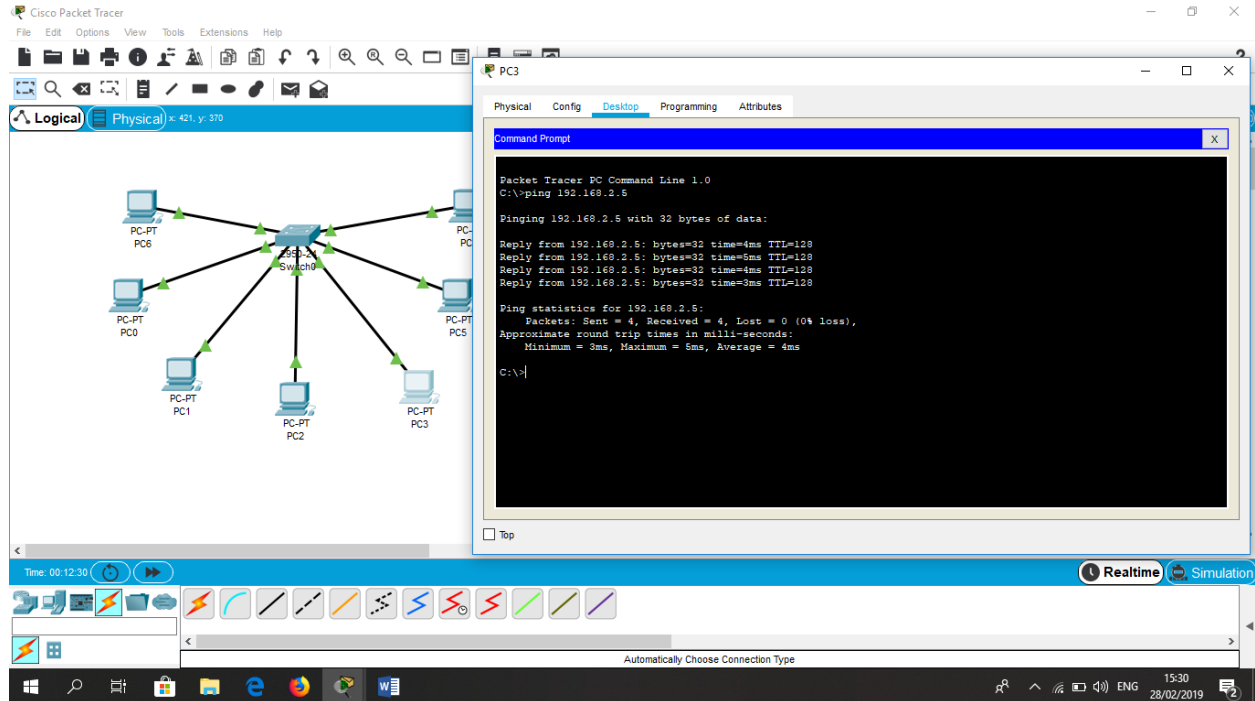 Cisco Packet Tracer
File Edit Options View Tools Extensions Help
Logical Physical x: 421, y: 370
PC-PT
PC6
PC-
PC
2950-24
Switch0
PC-PT
PC0
PC-PT
PC5
PC-PT
PC1
PC-PT
PC2
PC-PT
PC3
PC3
Physical Config Desktop Programming Attributes
Command Prompt X
Packet Tracer PC Command Line 1.0
C:\>ping 192.168.2.5
Pinging 192.168.2.5 with 32 bytes of data:
Reply from 192.168.2.5: bytes=32 time=4ms TTL=128
Reply from 192.168.2.5: bytes=32 time=5ms TTL=128
Reply from 192.168.2.5: bytes=32 time=4ms TTL=128
Reply from 192.168.2.5: bytes=32 time=3ms TTL=128
Ping statistics for 192.168.2.5:
Packets: Sent = 4, Received = 4, Lost = 0 (0% loss),
Approximate round trip times in milli-seconds:
Minimum = 3ms, Maximum = 5ms, Average = 4ms
C:\>
Top
Time: 00:12:30 Realtime Simulation
Automatically Choose Connection Type
ENG 15:30
28/02/2019 2